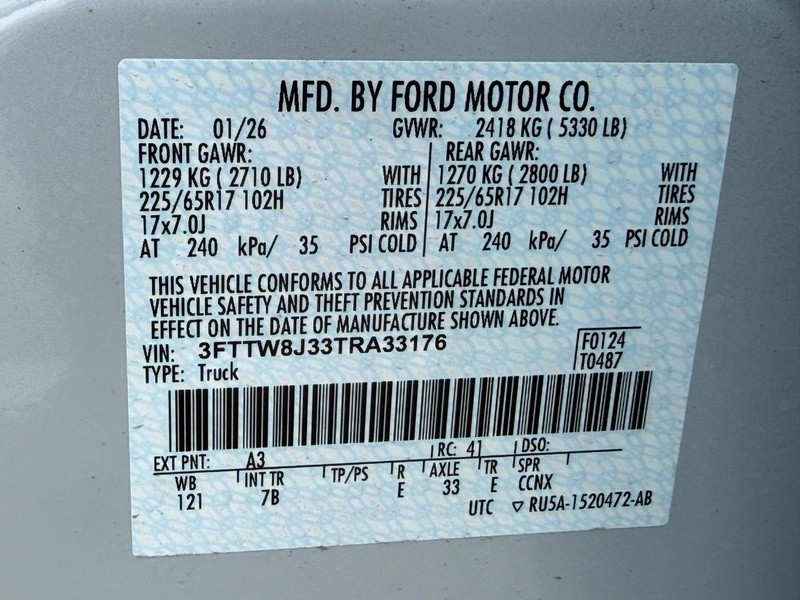 MFD. BY FORD MOTOR CO.
DATE: 01/26 GVWR: 2418 KG ( 5330 LB)
FRONT GAWR: REAR GAWR:
1229 KG ( 2710 LB) WITH 1270 KG ( 2800 LB) WITH
225/65R17 102H TIRES 225/65R17 102H TIRES
17x7.0J RIMS 17x7.0J RIMS
AT 240 kPa/ 35 PSI COLD AT 240 kPa/ 35 PSI COLD
THIS VEHICLE CONFORMS TO ALL APPLICABLE FEDERAL MOTOR
VEHICLE SAFETY AND THEFT PREVENTION STANDARDS IN
EFFECT ON THE DATE OF MANUFACTURE SHOWN ABOVE.
VIN: 3FTTW8J33TRA33176 F0124
TYPE: Truck T0487
EXT PNT: A3 RC: 41 DSO:
WB INT TR TP/PS R AXLE TR SPR
121 7B E 33 E CCNX
UTC ▽ RU5A-1520472-AB